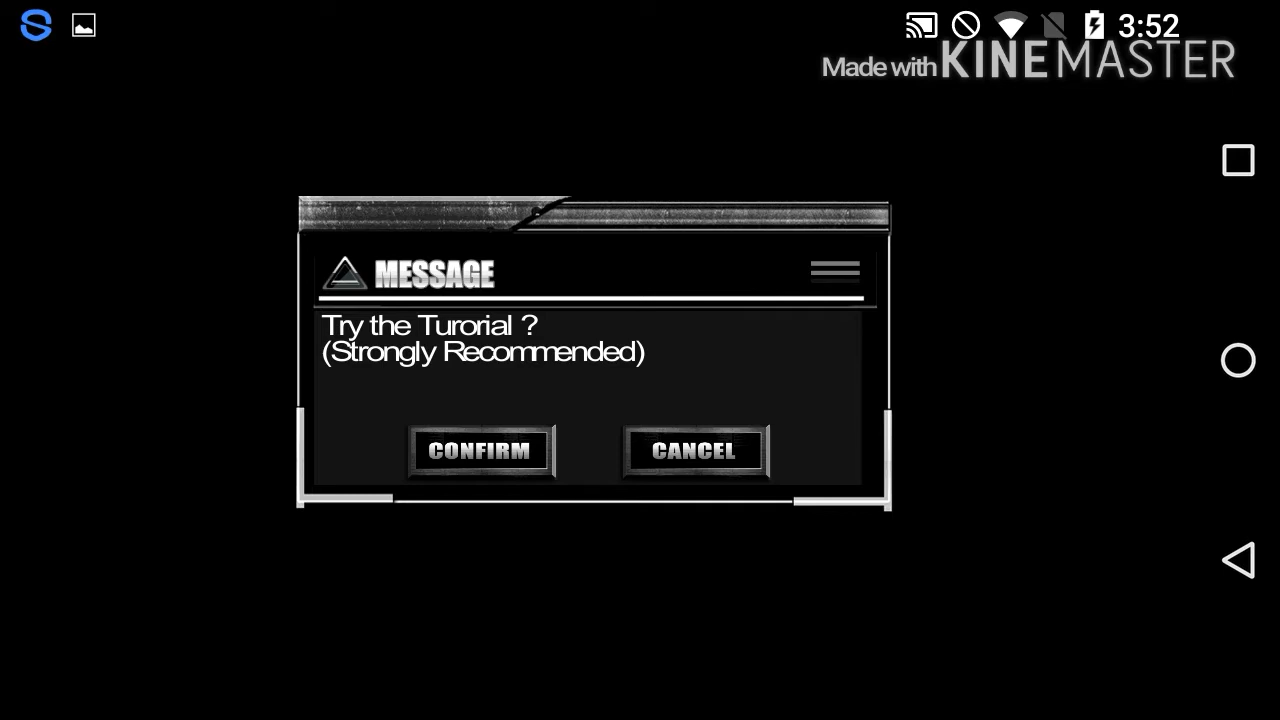 3:52
Made with KINEMASTER
MESSAGE
Try the Turorial ?
(Strongly Recommended)
CONFIRM
CANCEL